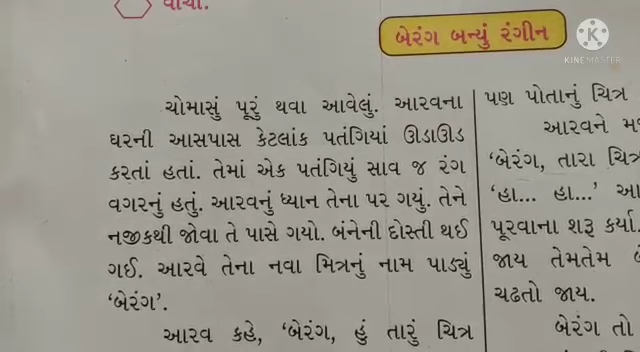 વાંચો.
બેરંગ બન્યું રંગીન
KINEMASTER
ચોમાસું પૂરું થવા આવેલું. આરવના
ઘરની આસપાસ કેટલાંક પતંગિયાં ઊડાઊડ
કરતાં હતાં. તેમાં એક પતંગિયું સાવ જ રંગ
વગરનું હતું. આરવનું ધ્યાન તેના પર ગયું. તેને
નજીકથી જોવા તે પાસે ગયો. બંનેની દોસ્તી થઈ
ગઈ. આરવે તેના નવા મિત્રનું નામ પાડ્યું
‘બેરંગ’.
આરવ કહે, ‘બેરંગ, હું તારું ચિત્ર
પણ પોતાનું ચિત્ર
આરવને
‘બેરંગ, તારા
‘હા... હા...’
પૂરવાના શરૂ કર્યા.
જાય તેમતેમ
ચઢતો જાય.
બેરંગ તો